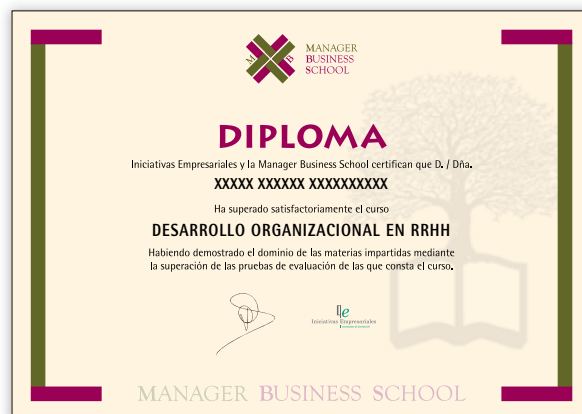 M B
MANAGER
BUSINESS
SCHOOL
DIPLOMA
Iniciativas Empresariales y la Manager Business School certifican que D. / Dña.
XXXXX XXXXXX XXXXXXXXXX
Ha superado satisfactoriamente el curso
DESARROLLO ORGANIZACIONAL EN RRHH
Habiendo demostrado el dominio de las materias impartidas mediante
la superación de las pruebas de evaluación de las que consta el curso.
Ie
Iniciativas Empresariales
MANAGER BUSINESS SCHOOL